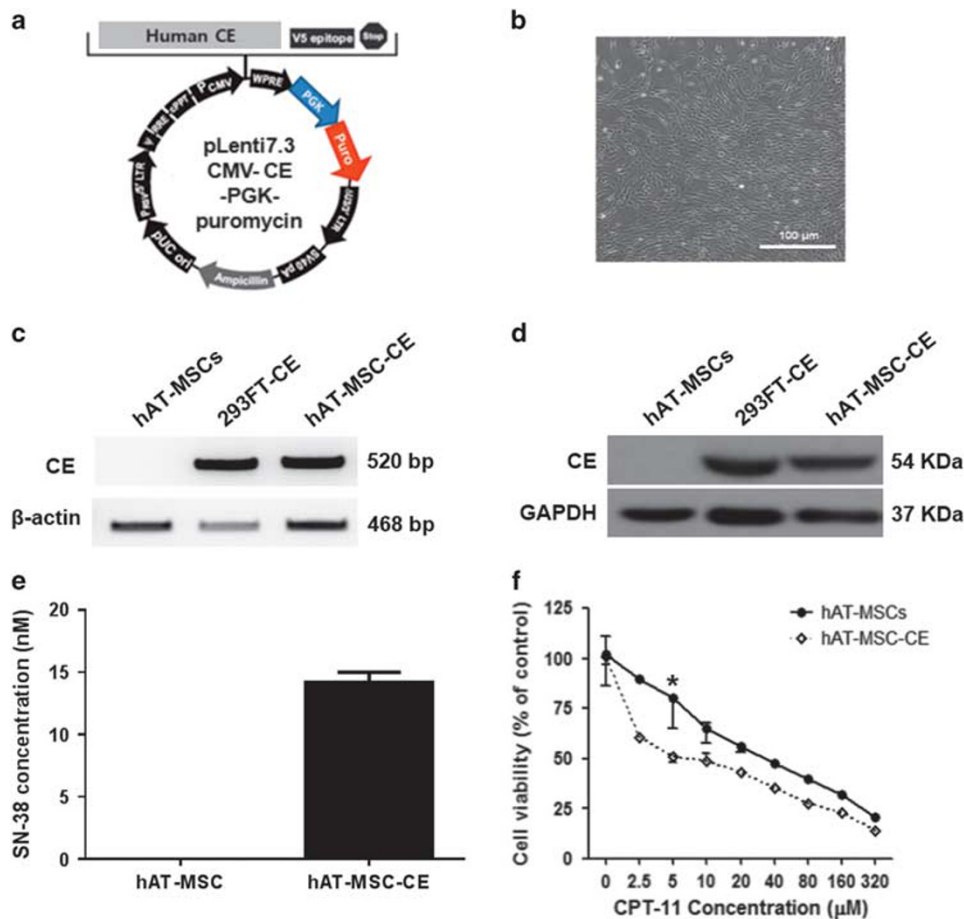 a
Human CE
V5 epitope
Stop
PCMV
WPRE
PGK
Puro
cPPT
RRE
pLenti7.3
CMV- CE
-PGK-
puromycin
SV40 pA
Ampicillin
pUC ori
b
100 µm
c
hAT-MSCs
293FT-CE
hAT-MSC-CE
CE
520 bp
β-actin
468 bp
d
hAT-MSCs
293FT-CE
hAT-MSC-CE
CE
54 KDa
GAPDH
37 KDa
e
SN-38 concentration (nM)
20
15
10
5
0
hAT-MSC
hAT-MSC-CE
f
Cell viability (% of control)
125
100
75
50
25
0
*
hAT-MSCs
hAT-MSC-CE
0 2.5 5 10 20 40 80 160 320
CPT-11 Concentration (µM)